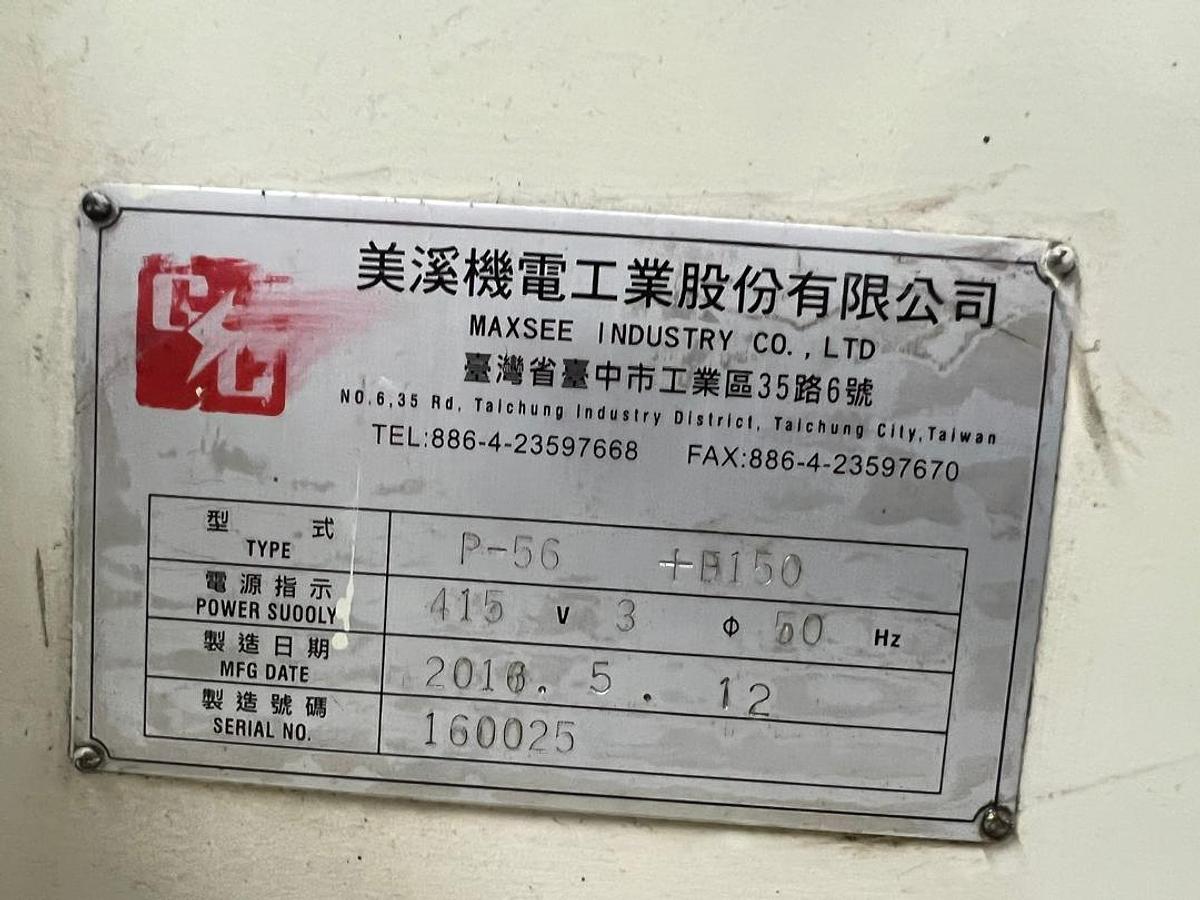 美溪機電工業股份有限公司
MAXSEE INDUSTRY CO., LTD
臺灣省臺中市工業區35路6號
NO.6,35 Rd, Taichung Industry District, Taichung City,Taiwan
TEL:886-4-23597668 FAX:886-4-23597670
型 式
TYPE
P-56 +B150
電源指示
POWER SUOOLY
415 V 3 Φ 50 Hz
製造日期
MFG DATE
2016. 5. 12
製造號碼
SERIAL NO.
160025